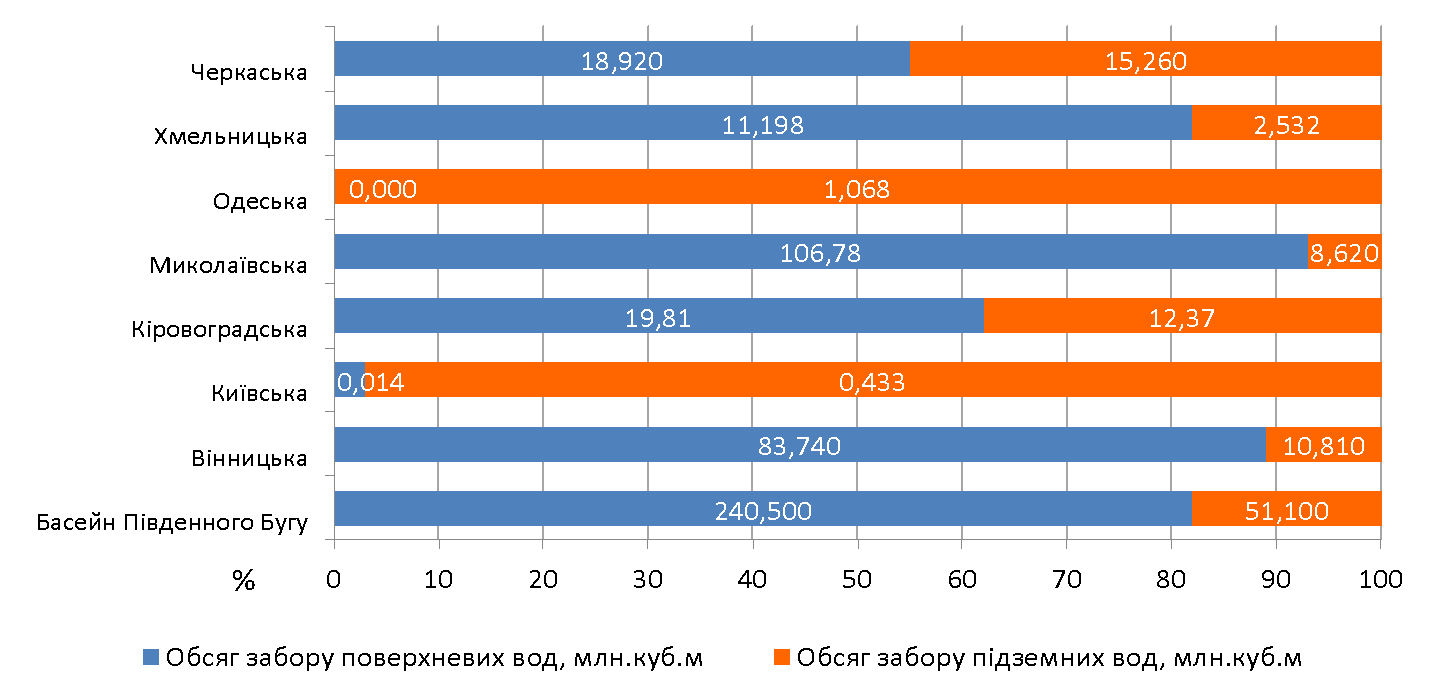 Черкаська 18,920 15,260
Хмельницька 11,198 2,532
Одеська 0,000 1,068
Миколаївська 106,78 8,620
Кіровоградська 19,81 12,37
Київська 0,014 0,433
Вінницька 83,740 10,810
Басейн Південного Бугу 240,500 51,100
% 0 10 20 30 40 50 60 70 80 90 100
Обсяг забору поверхневих вод, млн.куб.м Обсяг забору підземних вод, млн.куб.м